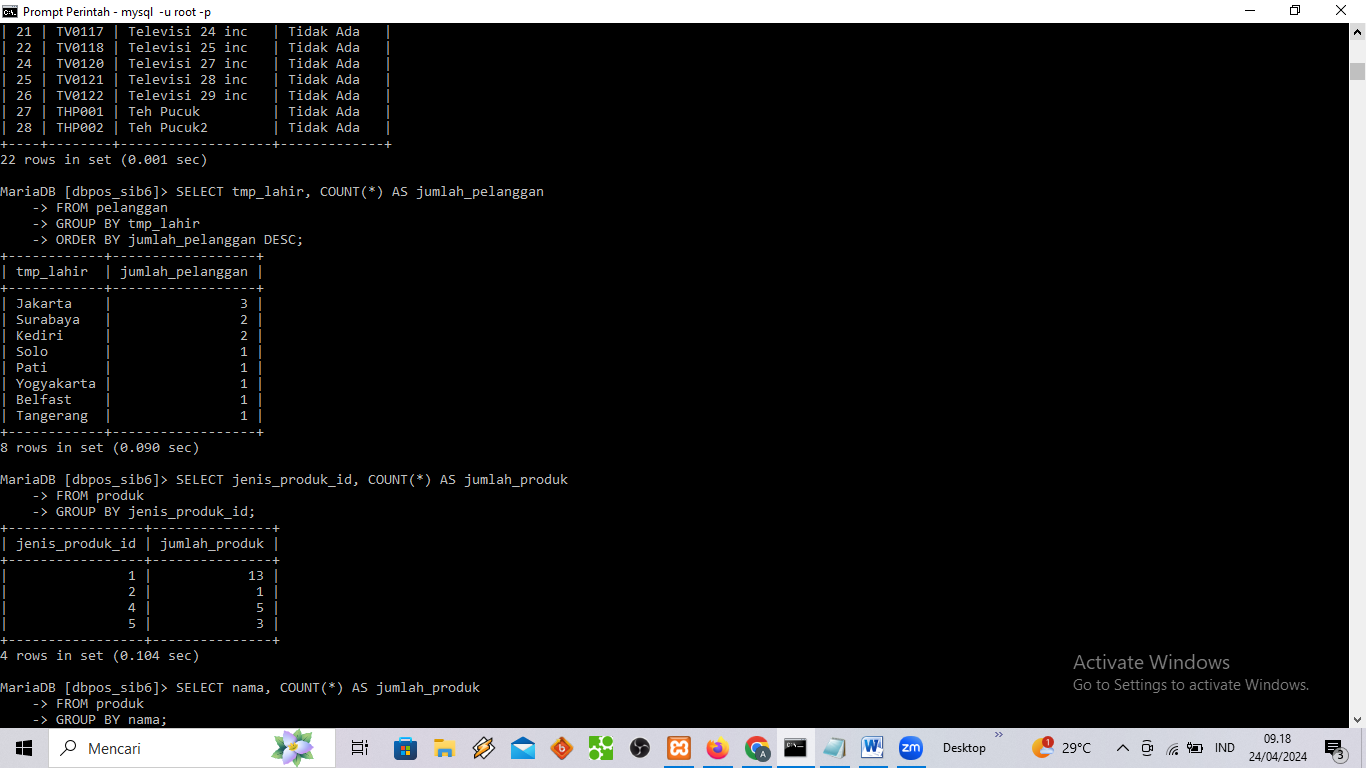 Prompt Perintah - mysql -u root -p
| 21 | TV0117 | Televisi 24 inc   | Tidak Ada   |
| 22 | TV0118 | Televisi 25 inc   | Tidak Ada   |
| 24 | TV0120 | Televisi 27 inc   | Tidak Ada   |
| 25 | TV0121 | Televisi 28 inc   | Tidak Ada   |
| 26 | TV0122 | Televisi 29 inc   | Tidak Ada   |
| 27 | THP001 | Teh Pucuk         | Tidak Ada   |
| 28 | THP002 | Teh Pucuk2        | Tidak Ada   |
+----+--------+-------------------+-------------+
22 rows in set (0.001 sec)
MariaDB [dbpos_sib6]> SELECT tmp_lahir, COUNT(*) AS jumlah_pelanggan
    -> FROM pelanggan
    -> GROUP BY tmp_lahir
    -> ORDER BY jumlah_pelanggan DESC;
+------------+------------------+
| tmp_lahir  | jumlah_pelanggan |
+------------+------------------+
| Jakarta    |                3 |
| Surabaya   |                2 |
| Kediri     |                2 |
| Solo       |                1 |
| Pati       |                1 |
| Yogyakarta |                1 |
| Belfast    |                1 |
| Tangerang  |                1 |
+------------+------------------+
8 rows in set (0.090 sec)
MariaDB [dbpos_sib6]> SELECT jenis_produk_id, COUNT(*) AS jumlah_produk
    -> FROM produk
    -> GROUP BY jenis_produk_id;
+-----------------+---------------+
| jenis_produk_id | jumlah_produk |
+-----------------+---------------+
|               1 |            13 |
|               2 |             1 |
|               4 |             5 |
|               5 |             3 |
+-----------------+---------------+
4 rows in set (0.104 sec)
MariaDB [dbpos_sib6]> SELECT nama, COUNT(*) AS jumlah_produk
    -> FROM produk
    -> GROUP BY nama;
Activate Windows
Go to Settings to activate Windows.
Mencari
zm
Desktop
1
29°C
IND
09.18
24/04/2024
3